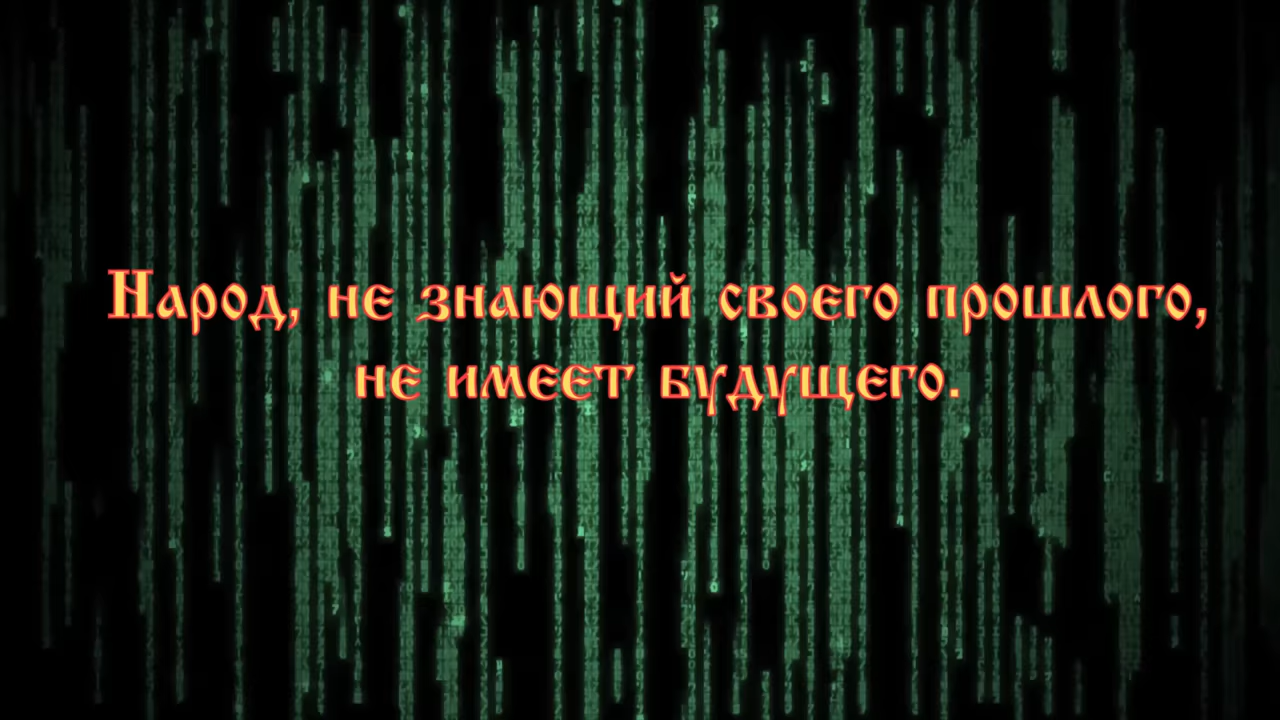 Народ, не знающий своего прошлого,
не имеет будущего.